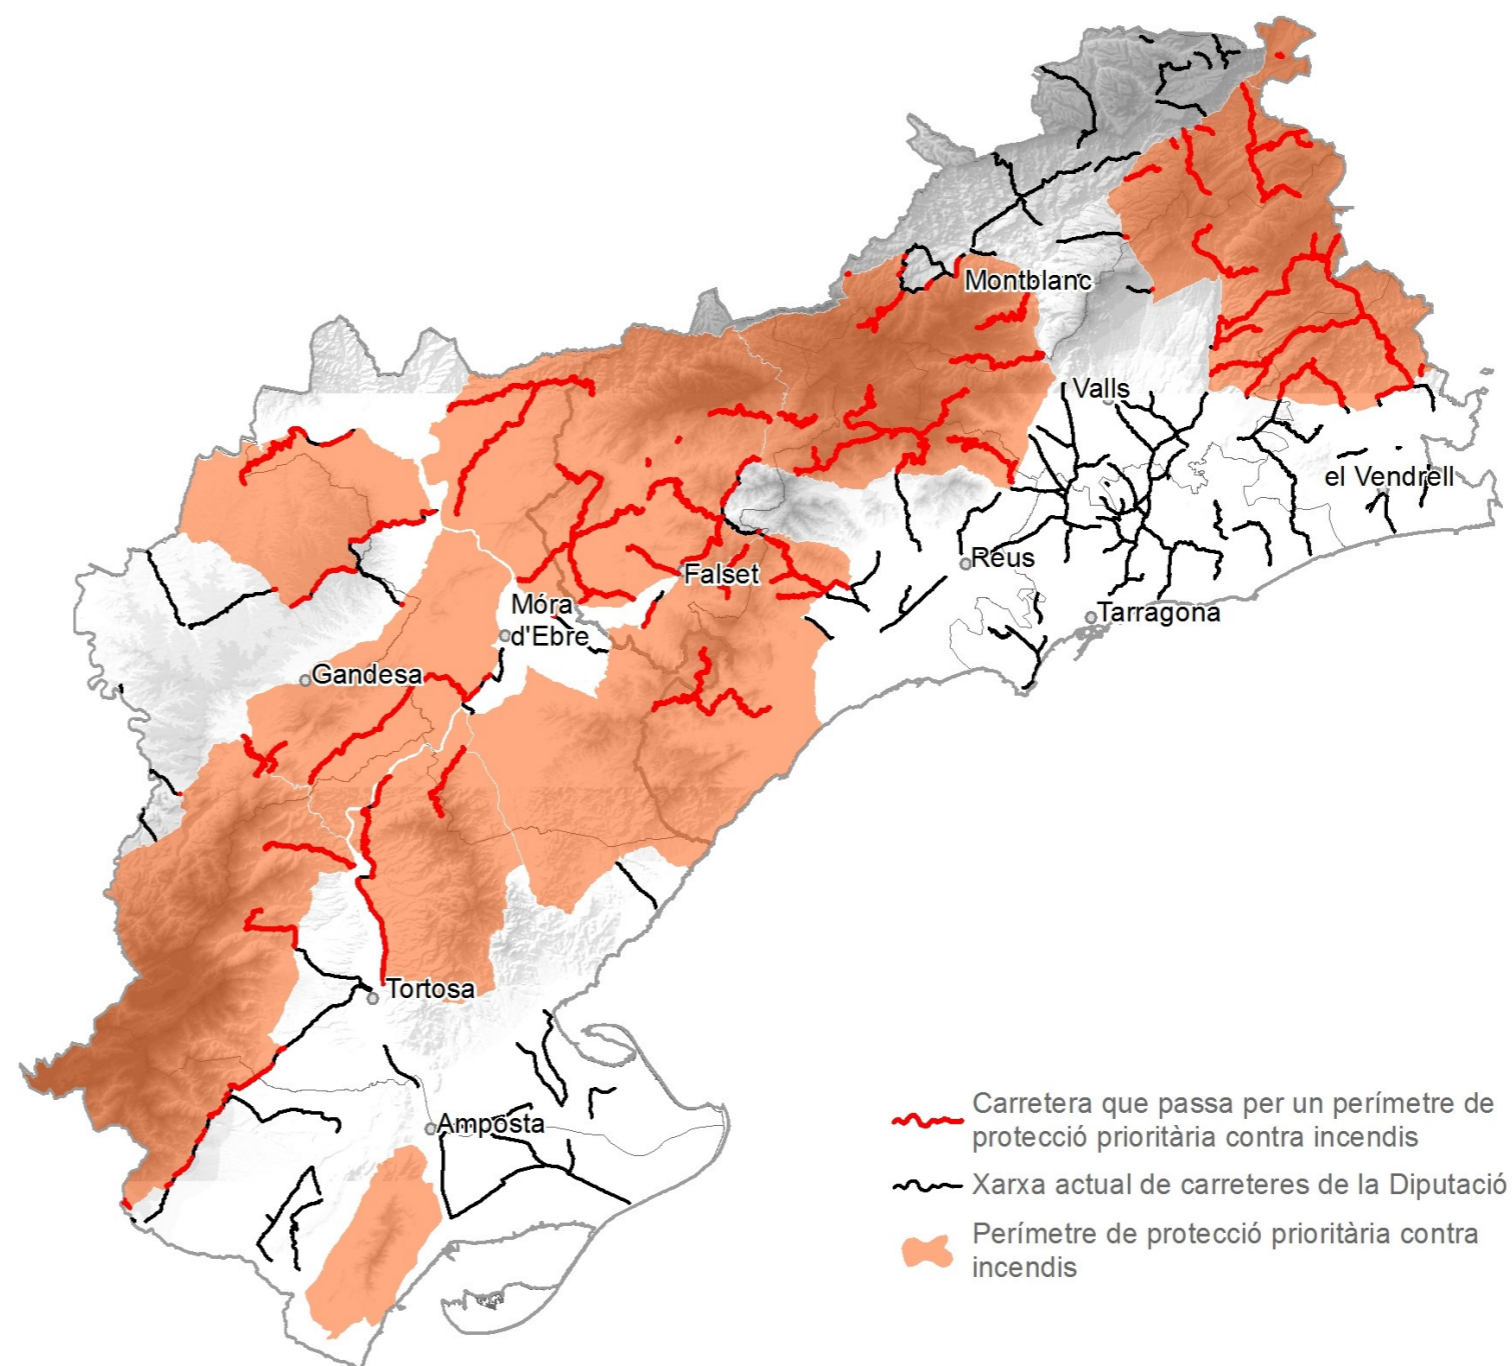 Montblanc
Valls
el Vendrell
Reus
Falset
Móra
d'Ebre
Tarragona
Gandesa
Tortosa
Amposta
Carretera que passa per un perímetre de
protecció prioritària contra incendis
Xarxa actual de carreteres de la Diputació
Perímetre de protecció prioritària contra
incendis